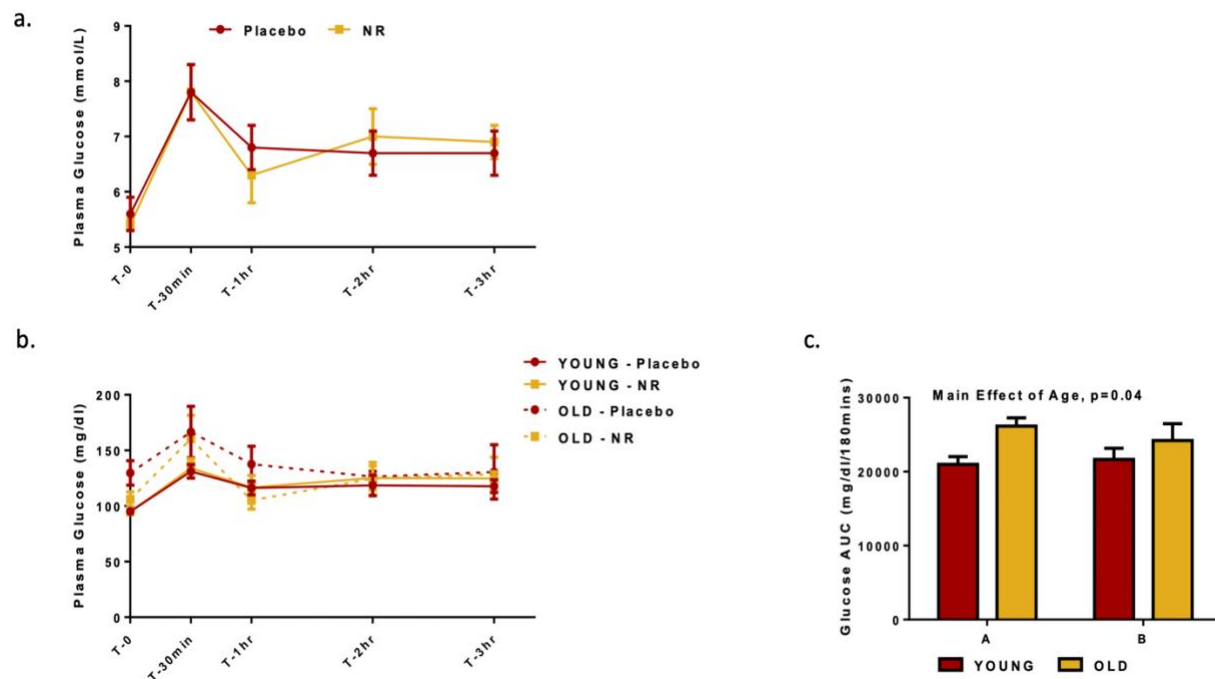 a.
Placebo NR
Plasma Glucose (mmol/L)
9
8
7
6
5
T-0
T-30min
T-1hr
T-2hr
T-3hr
b.
YOUNG - Placebo
YOUNG - NR
OLD - Placebo
OLD - NR
Plasma Glucose (mg/dl)
200
150
100
50
0
T-0
T-30min
T-1hr
T-2hr
T-3hr
c.
Main Effect of Age, p=0.04
Glucose AUC (mg/dl/180mins)
30000
20000
10000
0
A B
YOUNG OLD